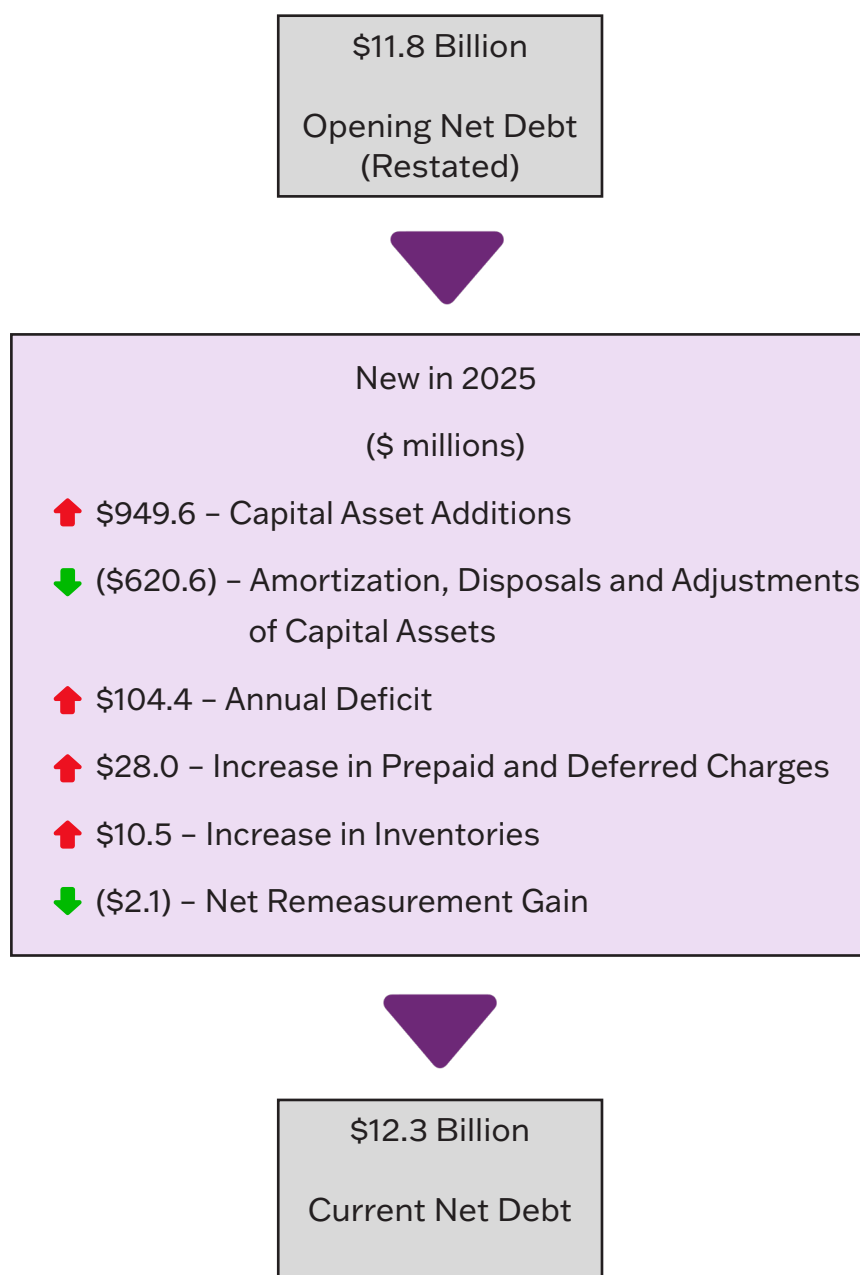 $11.8 Billion
Opening Net Debt
(Restated)
New in 2025
($ millions)
$949.6 – Capital Asset Additions
($620.6) – Amortization, Disposals and Adjustments
of Capital Assets
$104.4 – Annual Deficit
$28.0 – Increase in Prepaid and Deferred Charges
$10.5 – Increase in Inventories
($2.1) – Net Remeasurement Gain
$12.3 Billion
Current Net Debt